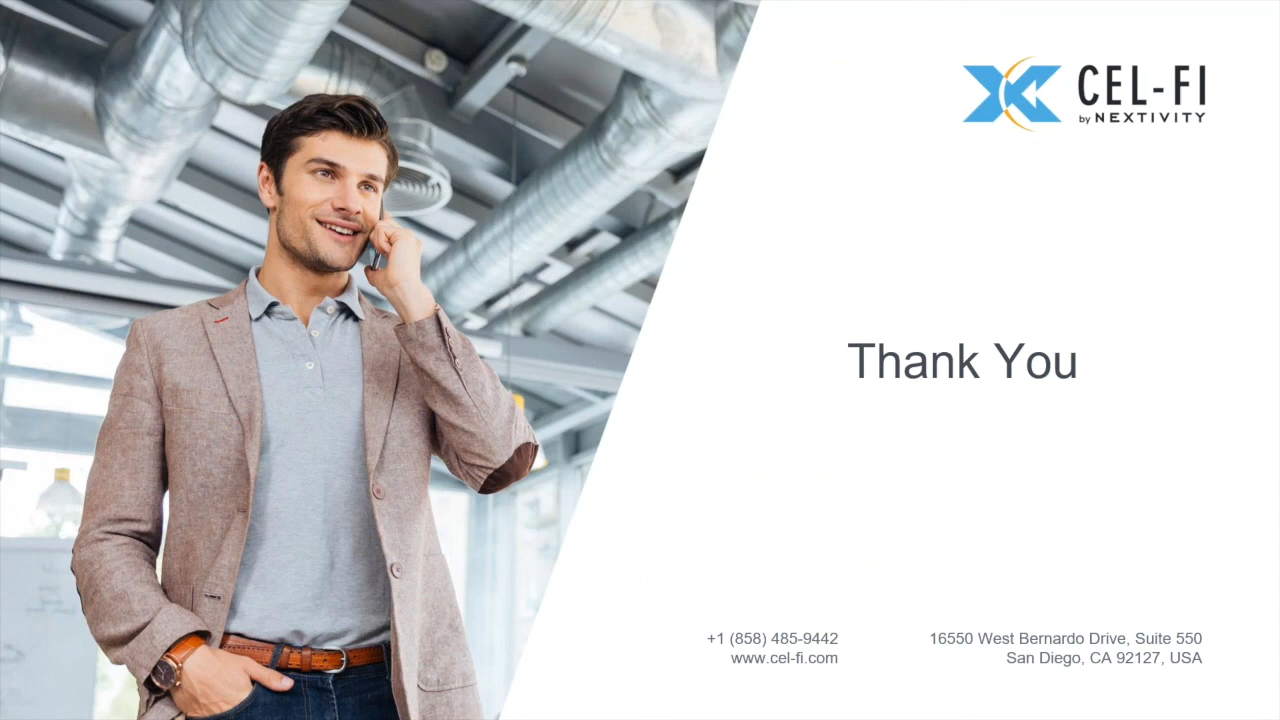 CEL-FI
by NEXTIVITY
Thank You
+1 (858) 485-9442
www.cel-fi.com
16550 West Bernardo Drive, Suite 550
San Diego, CA 92127, USA